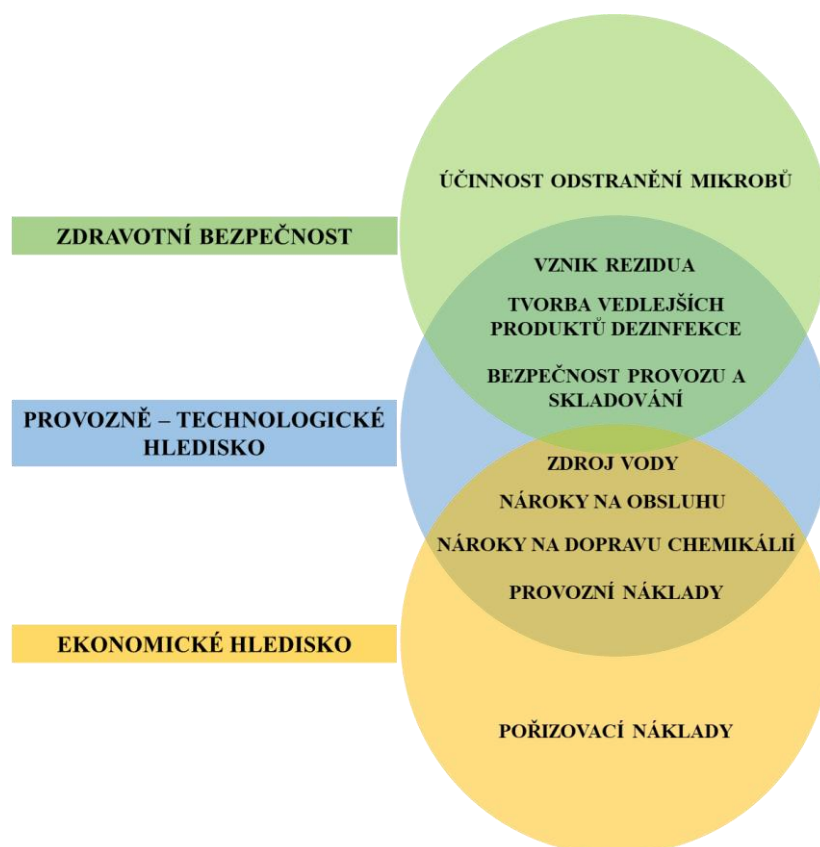 ÚČINNOST ODSTRANĚNÍ MIKROBŮ
ZDRAVOTNÍ BEZPEČNOST
VZNIK REZIDUA
TVORBA VEDLEJŠÍCH
PRODUKTŮ DEZINFEKCE
BEZPEČNOST PROVOZU A
SKLADOVÁNÍ
PROVOZNĚ – TECHNOLOGICKÉ
HLEDISKO
ZDROJ VODY
NÁROKY NA OBSLUHU
NÁROKY NA DOPRAVU CHEMIKÁLIÍ
PROVOZNÍ NÁKLADY
EKONOMICKÉ HLEDISKO
POŘIZOVACÍ NÁKLADY